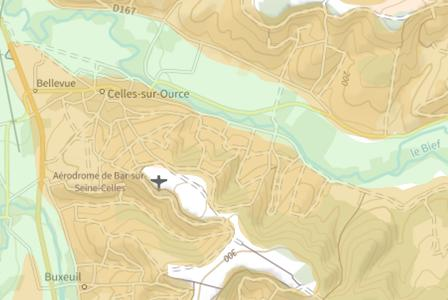 D167
200
Bellevue
Celles-sur-Ource
le Bief
Aérodrome de Bar-sur
Seine-Celles
300
Buxeuil